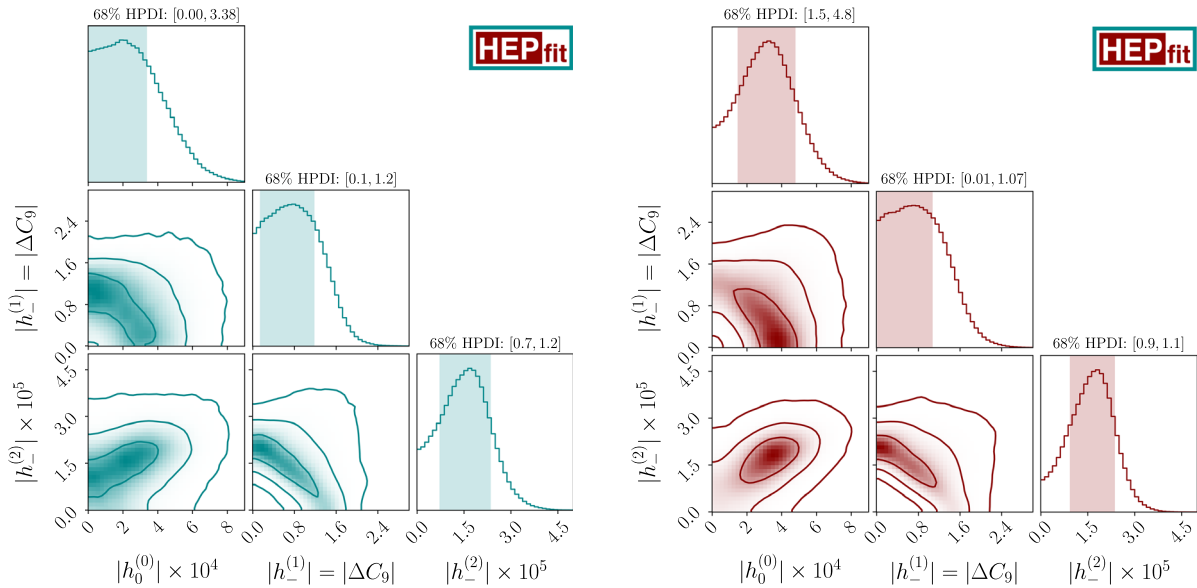 68% HPDI: [0.00, 3.38]
HEPfit
68% HPDI: [0.1, 1.2]
|h_-^{(1)}| = |ΔC_9|
2.4
1.6
0.8
0.0
68% HPDI: [0.7, 1.2]
|h_-^{(2)}| × 10^5
4.5
3.0
1.5
0.0
0 2 4 6 8
0.0 0.8 1.6 2.4
0.0 1.5 3.0 4.5
|h_0^{(0)}| × 10^4
|h_-^{(1)}| = |ΔC_9|
|h_-^{(2)}| × 10^5
68% HPDI: [1.5, 4.8]
HEPfit
68% HPDI: [0.01, 1.07]
|h_-^{(1)}| = |ΔC_9|
2.4
1.6
0.8
0.0
68% HPDI: [0.9, 1.1]
|h_-^{(2)}| × 10^5
4.5
3.0
1.5
0.0
0 2 4 6 8
0.0 0.8 1.6 2.4
0.0 1.5 3.0 4.5
|h_0^{(0)}| × 10^4
|h_-^{(1)}| = |ΔC_9|
|h_-^{(2)}| × 10^5